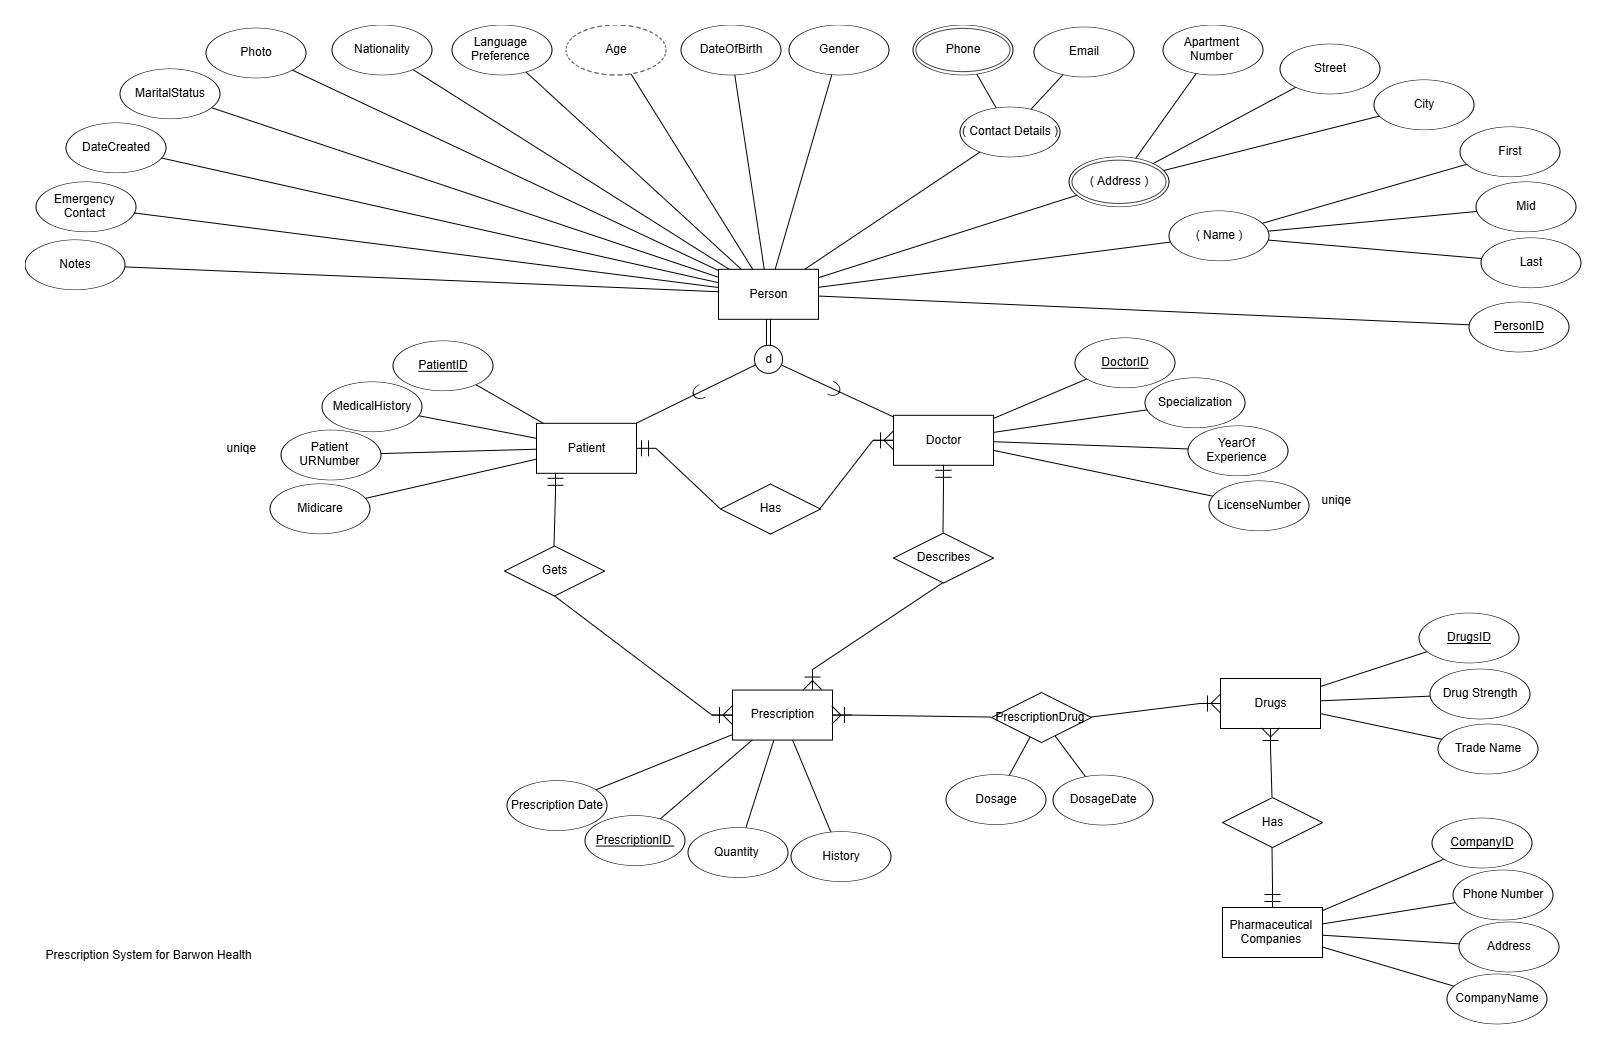 Photo
Nationality
Language
Preference
Age
DateOfBirth
Gender
Phone
Email
Apartment
Number
Street
City
MaritalStatus
DateCreated
( Contact Details )
( Address )
First
Emergency
Contact
Mid
( Name )
Notes
Last
Person
PersonID
d
PatientID
DoctorID
MedicalHistory
Specialization
Patient
Doctor
uniqe
Patient
URNumber
YearOf
Experience
Midicare
Has
LicenseNumber
uniqe
Gets
Describes
DrugsID
Prescription
PrescriptionDrug
Drugs
Drug Strength
Trade Name
Prescription Date
Dosage
DosageDate
PrescriptionID
Quantity
History
Has
CompanyID
Phone Number
Pharmaceutical
Companies
Address
CompanyName
Prescription System for Barwon Health